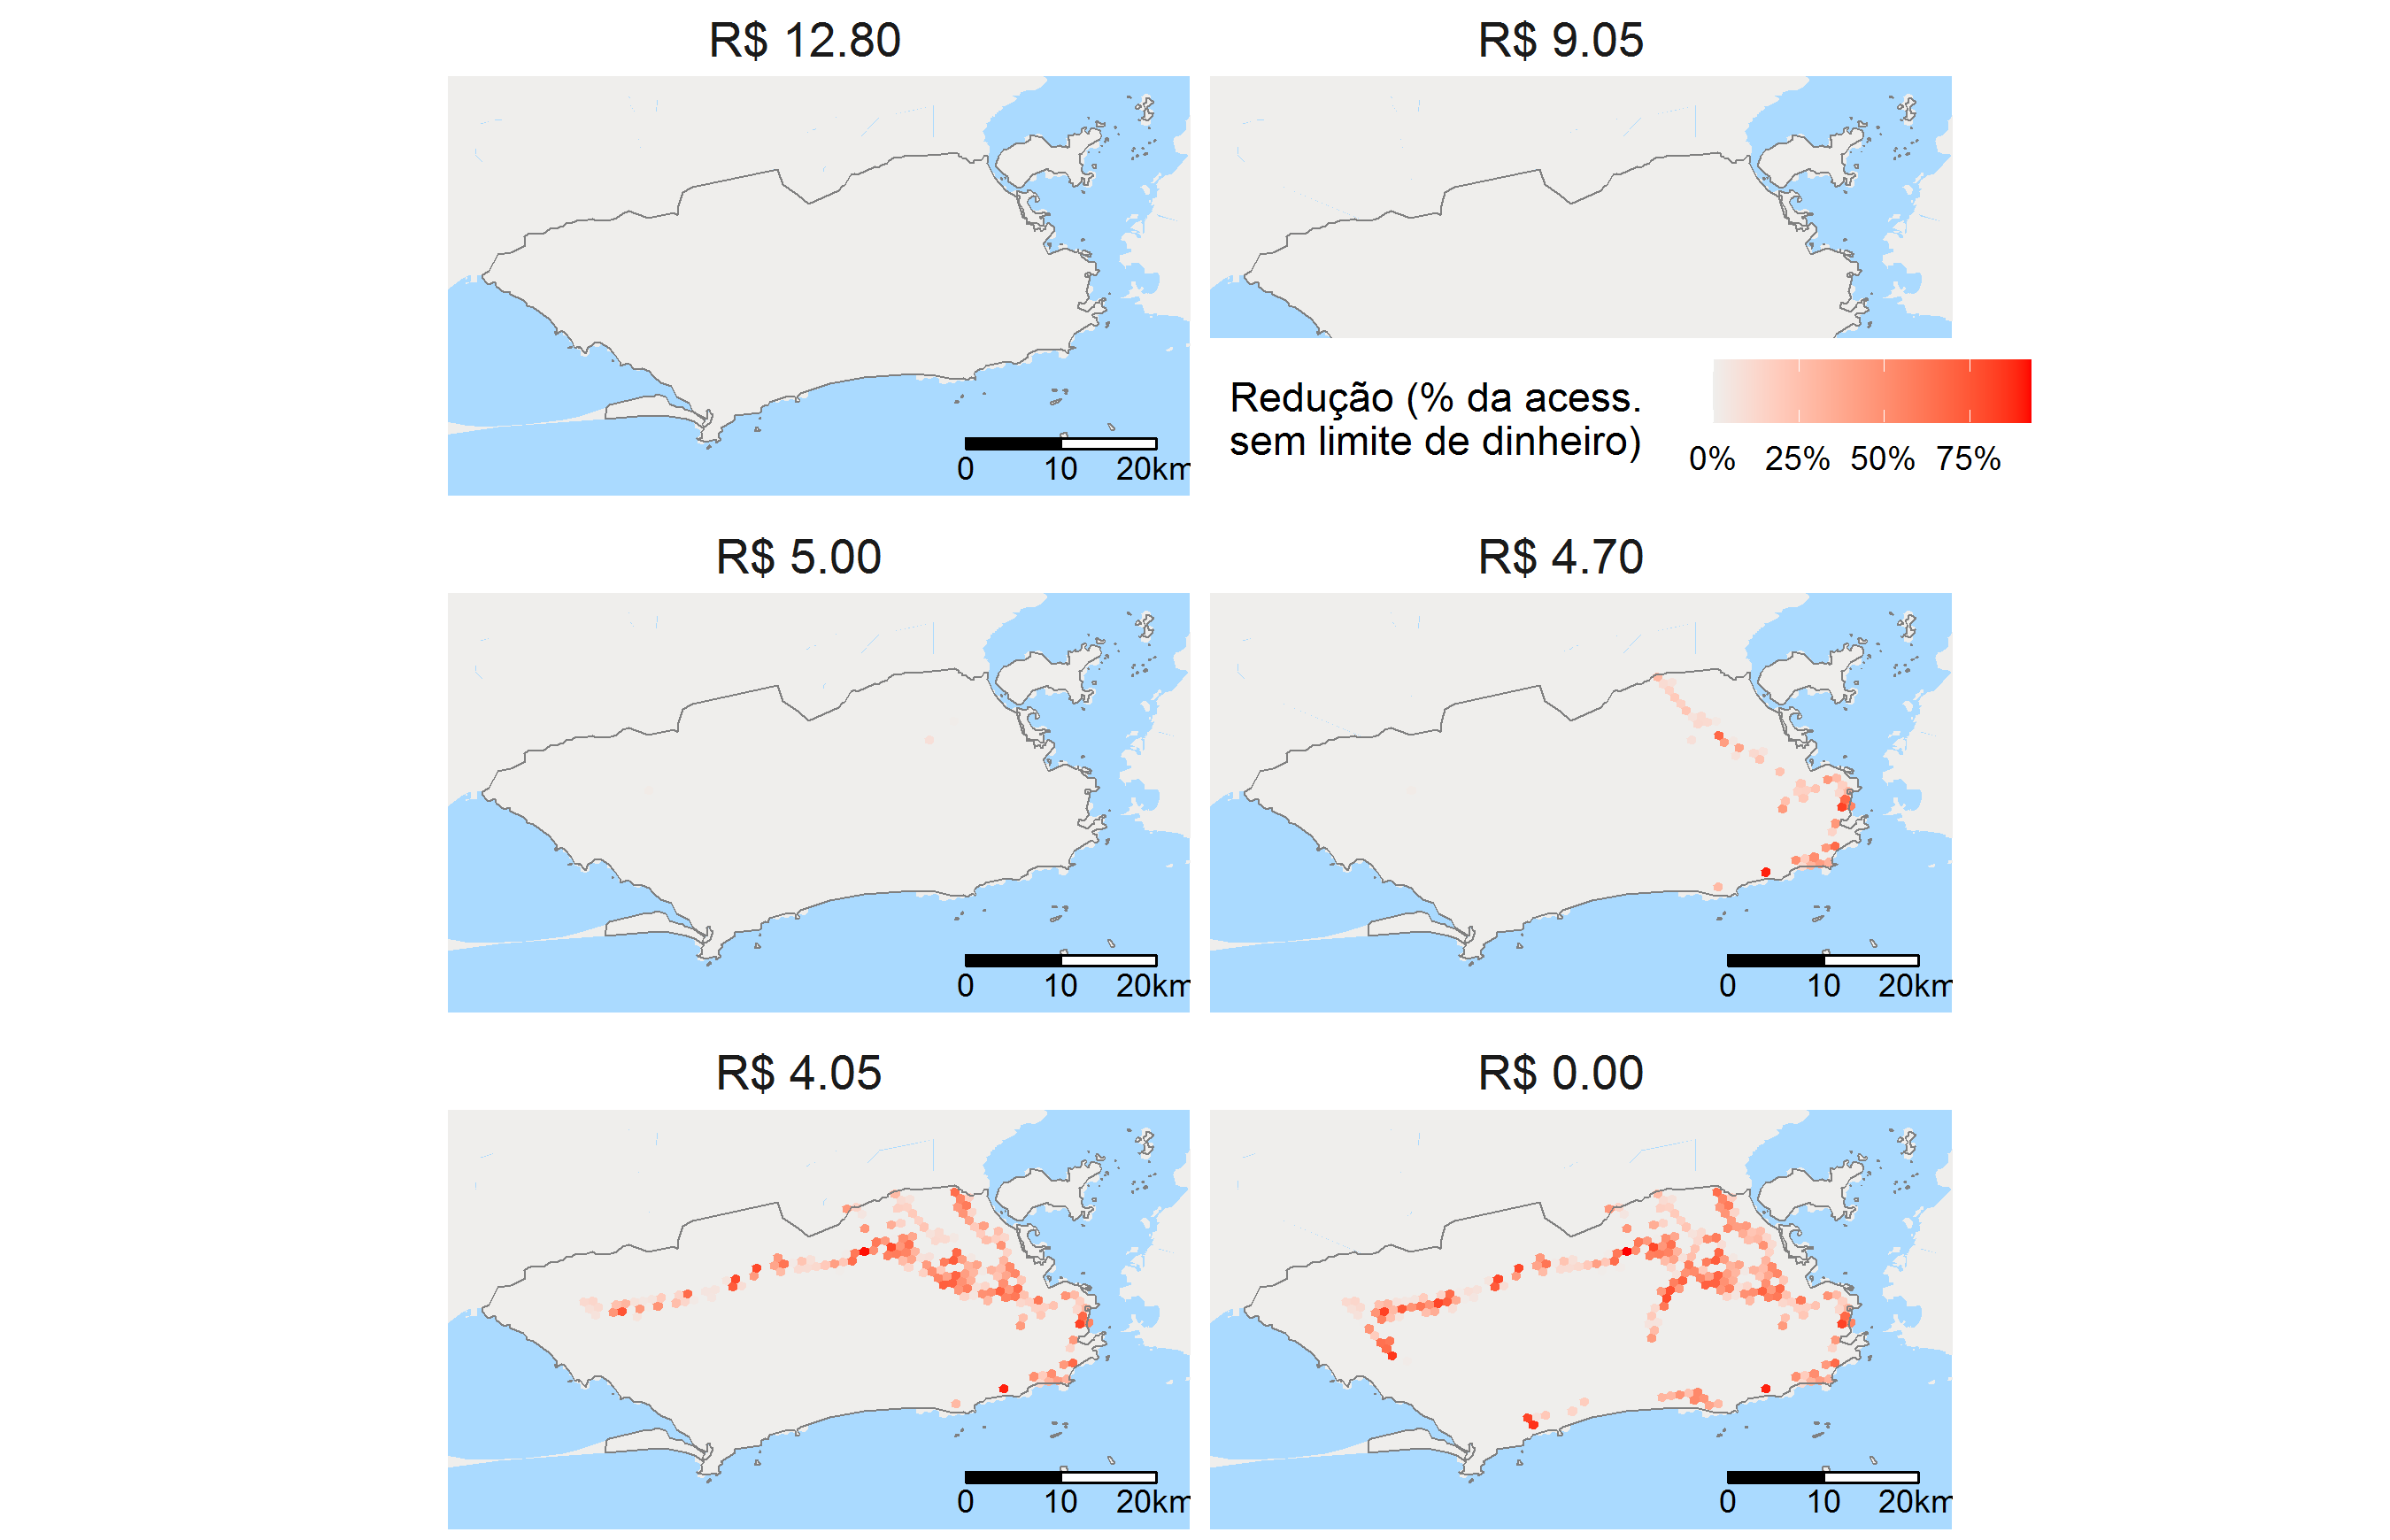 R$ 12.80
R$ 9.05
0 10 20km
Redução (% da acess.
sem limite de dinheiro)
0% 25% 50% 75%
R$ 5.00
R$ 4.70
0 10 20km
0 10 20km
R$ 4.05
R$ 0.00
0 10 20km
0 10 20km